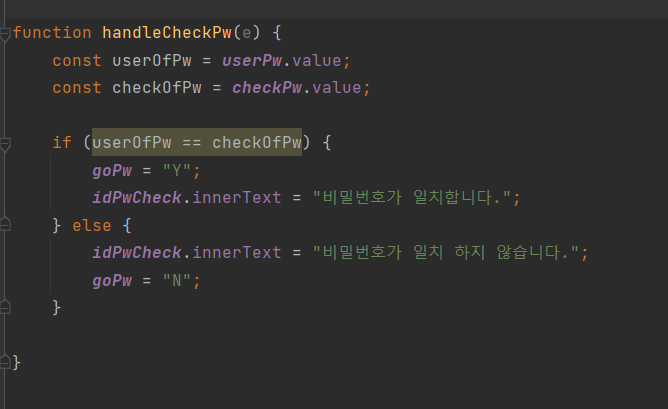 function handleCheckPw(e) {
const userOfPw = userPw.value;
const checkOfPw = checkPw.value;
if (userOfPw == checkOfPw) {
goPw = "Y";
idPwCheck.innerText = "비밀번호가 일치합니다.";
} else {
idPwCheck.innerText = "비밀번호가 일치 하지 않습니다.";
goPw = "N";
}
}